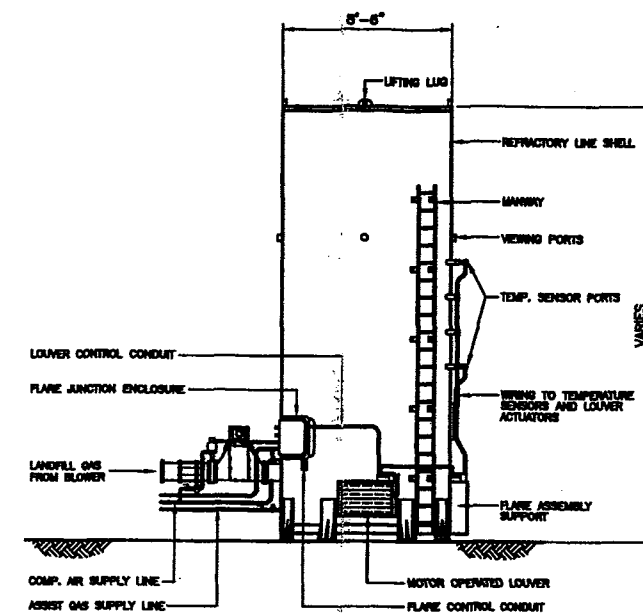 8'-6"
LIFTING LUG
REFRACTORY LINE SHELL
MANWAY
VIEWING PORTS
TEMP. SENSOR PORTS
VARIES
LOUVER CONTROL CONDUIT
FLARE JUNCTION ENCLOSURE
WIRING TO TEMPERATURE
SENSORS AND LOUVER
ACTUATORS
LANDFILL GAS
FROM BLOWER
FLARE ASSEMBLY
SUPPORT
COMP. AIR SUPPLY LINE
MOTOR OPERATED LOUVER
ASSIST GAS SUPPLY LINE
FLARE CONTROL CONDUIT